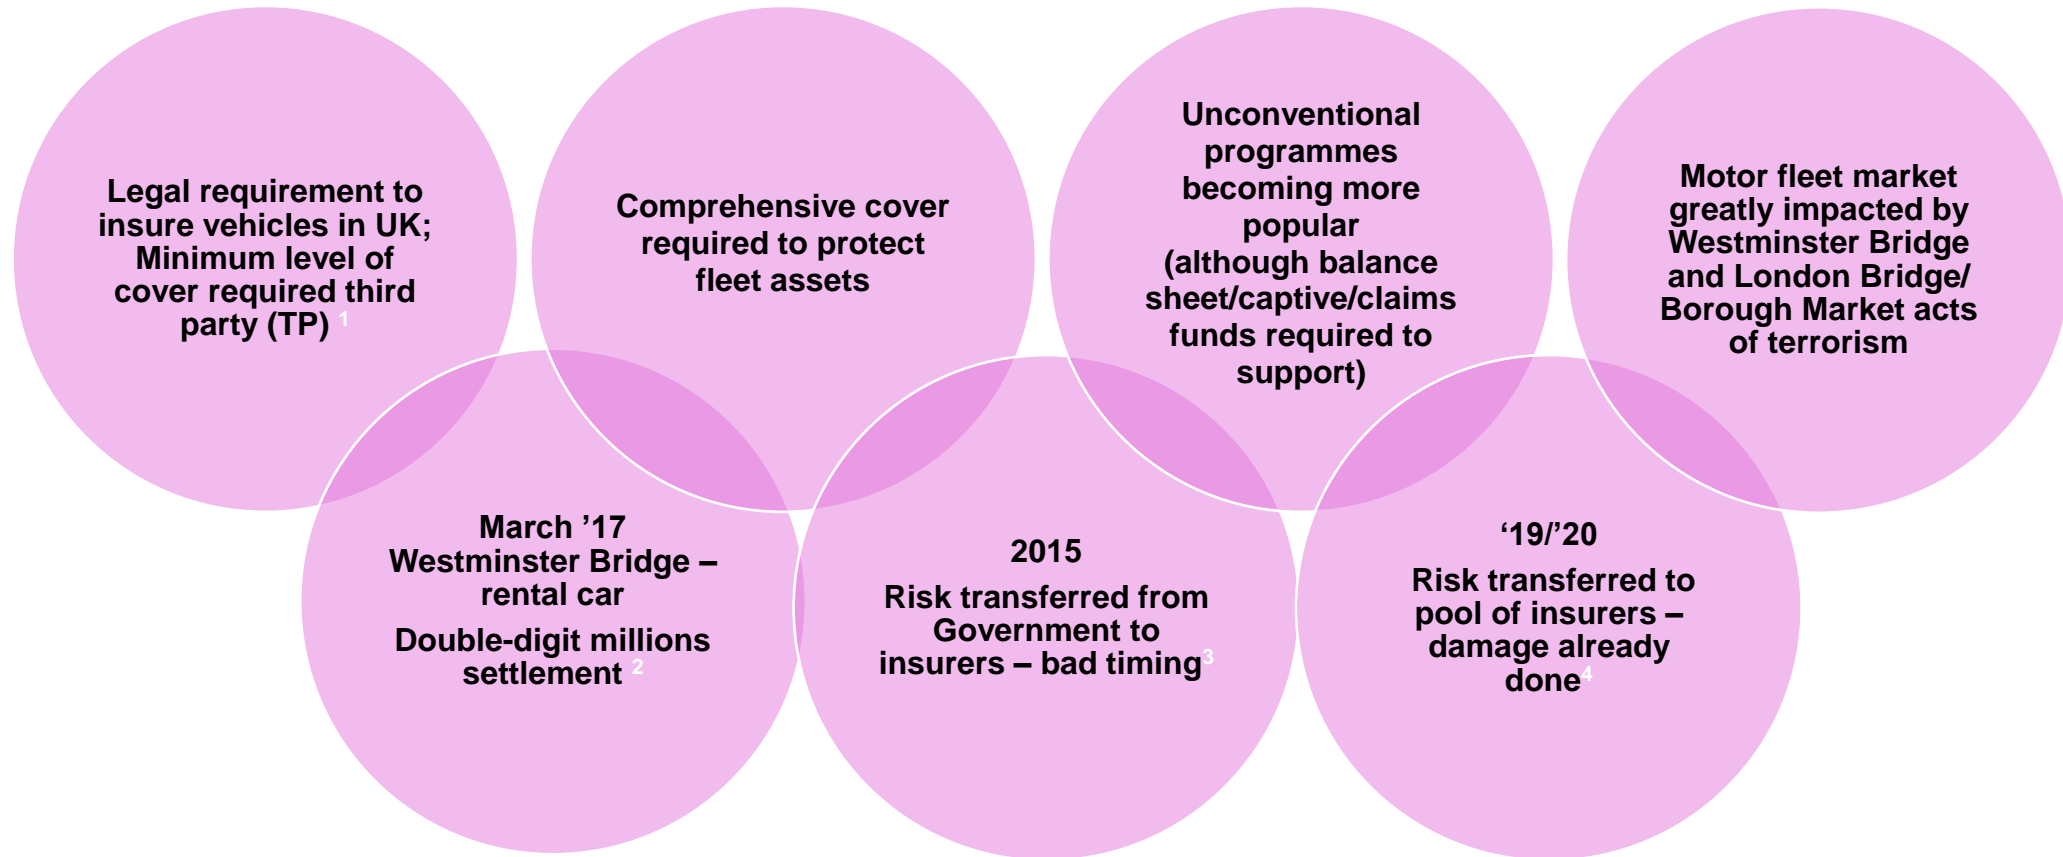 Legal requirement to
insure vehicles in UK;
Minimum level of
cover required third
party (TP) 1
Comprehensive cover
required to protect
fleet assets
Unconventional
programmes
becoming more
popular
(although balance
sheet/captive/claims
funds required to
support)
Motor fleet market
greatly impacted by
Westminster Bridge
and London Bridge/
Borough Market acts
of terrorism
March ’17
Westminster Bridge –
rental car
Double-digit millions
settlement 2
2015
Risk transferred from
Government to
insurers – bad timing3
‘19/’20
Risk transferred to
pool of insurers –
damage already
done4